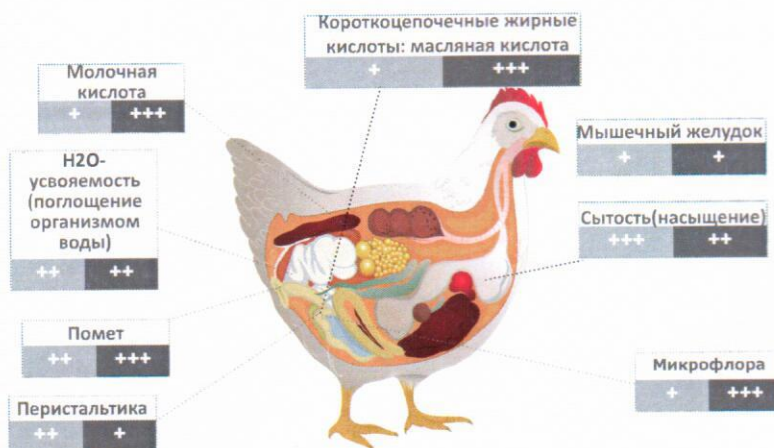 Короткоцепочечные жирные
кислоты: масляная кислота
+ +++
Молочная
кислота
+ +++
H2O-
усвояемость
(поглощение
организмом
воды)
++ ++
Помет
++ +++
Перистальтика
++ +
Мышечный желудок
+ +
Сытость(насыщение)
+++ ++
Микрофлора
+ +++